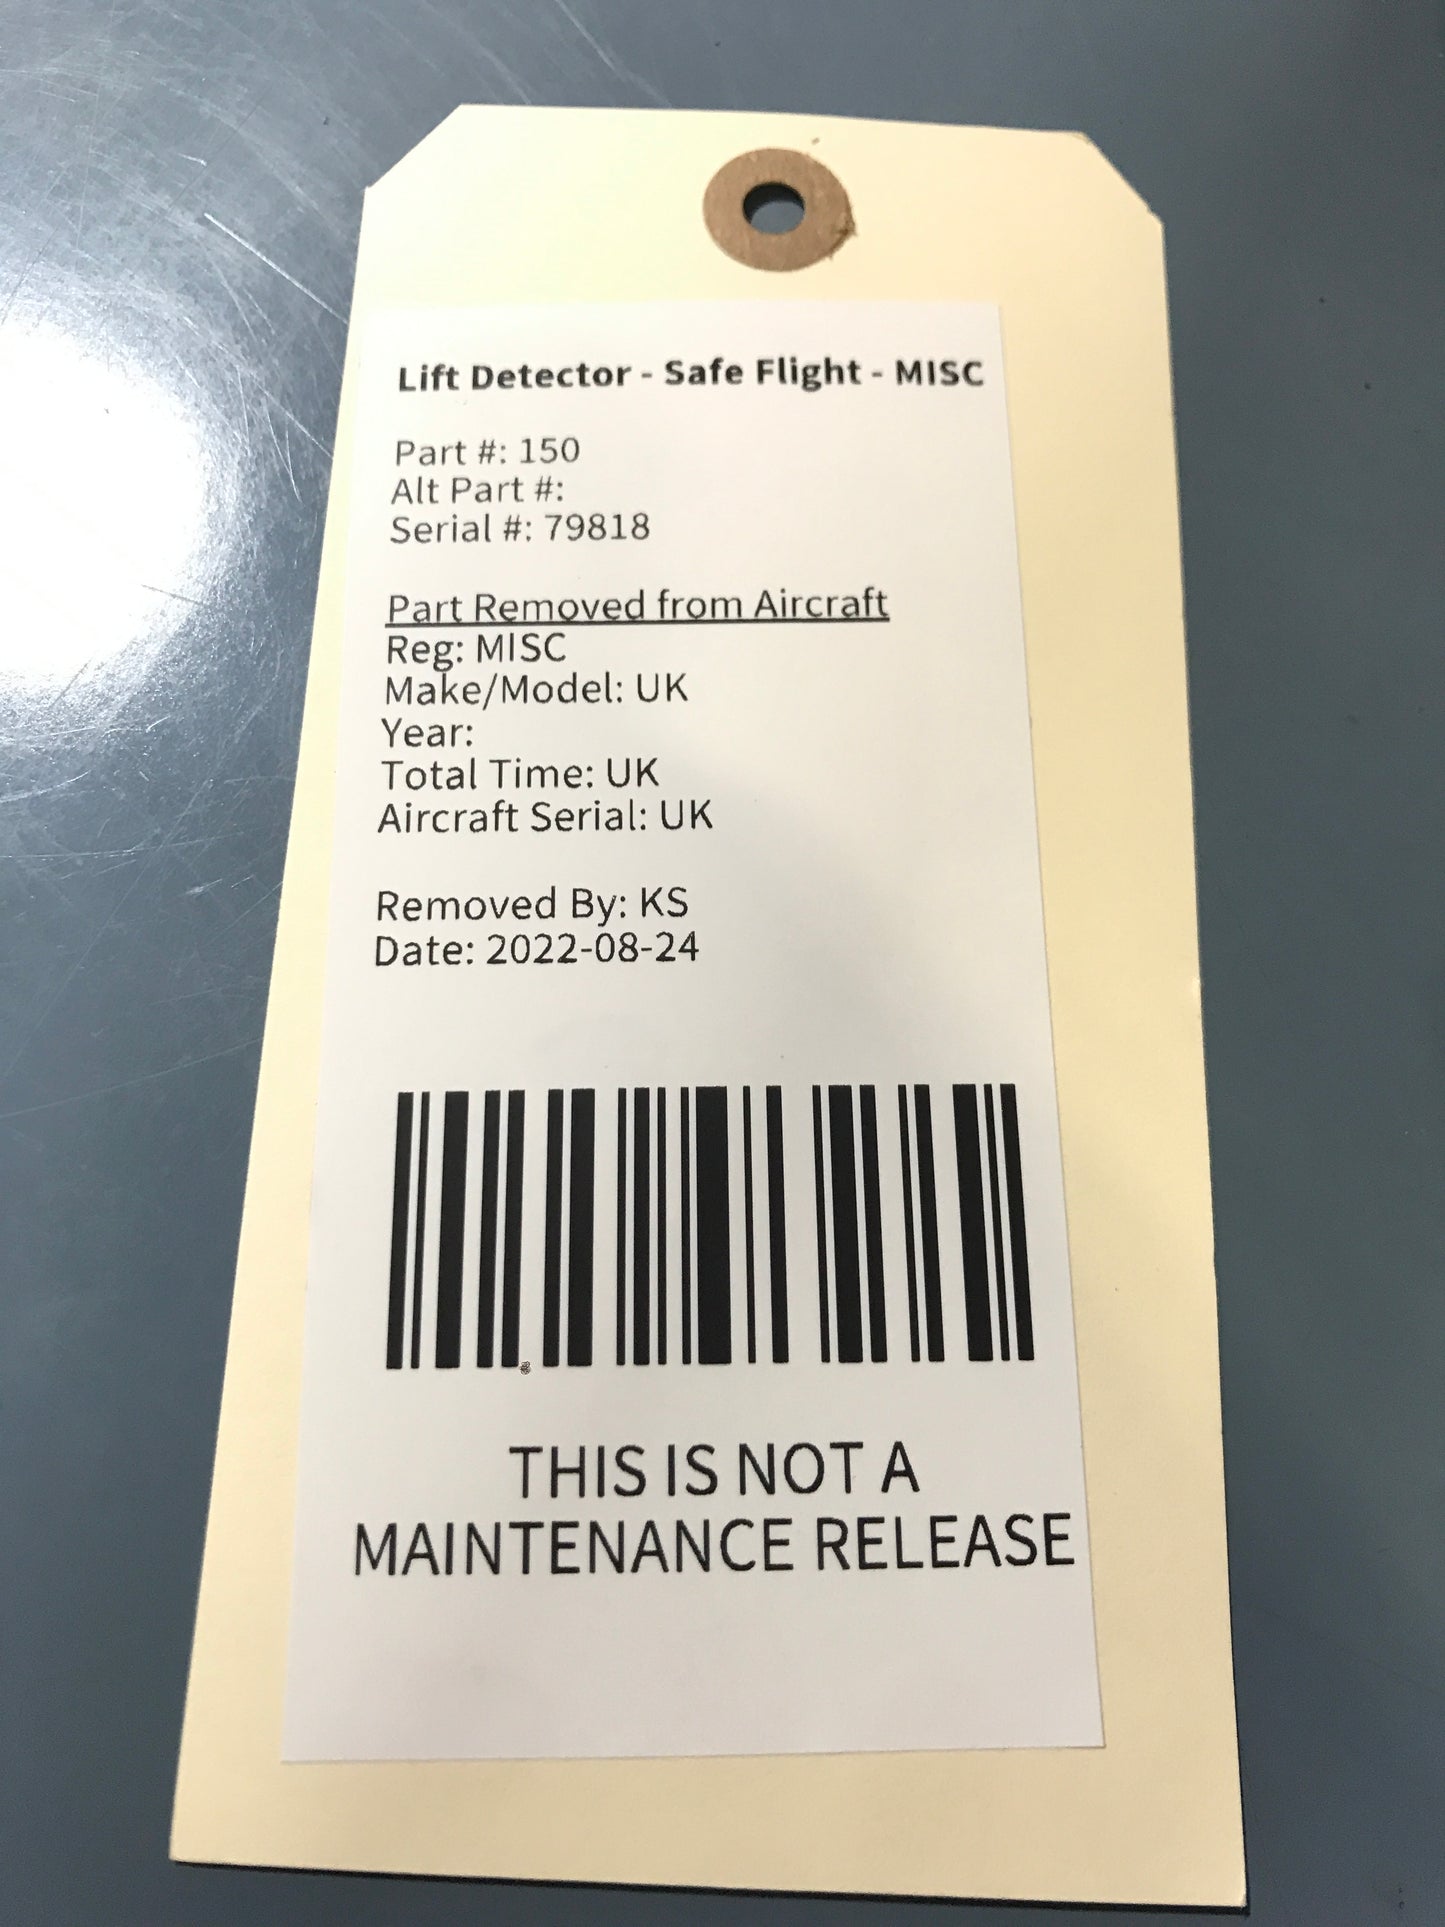 Lift Detector - Safe Flight - MISC
Part #: 150
Alt Part #:
Serial #: 79818
Part Removed from Aircraft
Reg: MISC
Make/Model: UK
Year:
Total Time: UK
Aircraft Serial: UK
Removed By: KS
Date: 2022-08-24
THIS IS NOT A
MAINTENANCE RELEASE